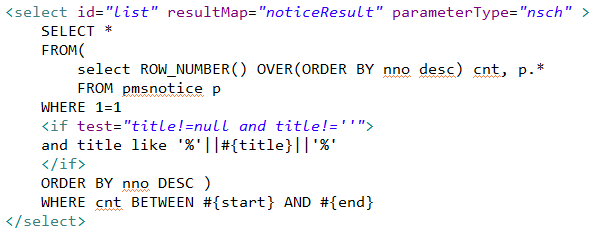 <select id="list" resultMap="noticeResult" parameterType="nsch" >
SELECT *
FROM(
select ROW_NUMBER() OVER(ORDER BY nno desc) cnt, p.*
FROM pmsnotice p
WHERE 1=1
<if test="title!=null and title!=''">
and title like '%'||#{title}||'%'
</if>
ORDER BY nno DESC )
WHERE cnt BETWEEN #{start} AND #{end}
</select>